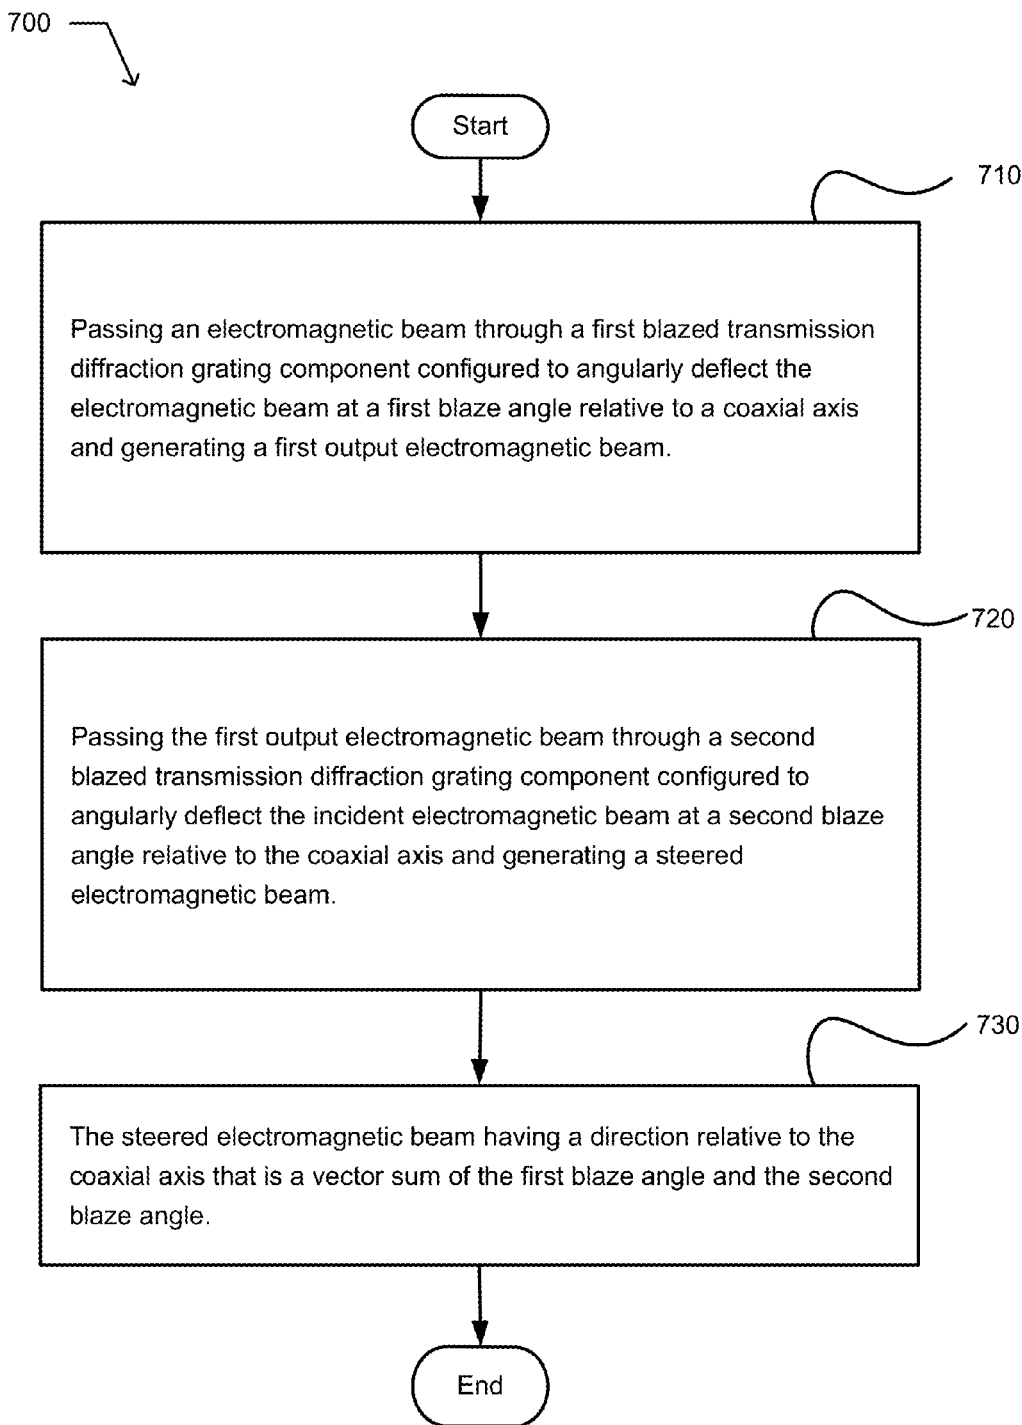 700
Start
710
Passing an electromagnetic beam through a first blazed transmission
diffraction grating component configured to angularly deflect the
electromagnetic beam at a first blaze angle relative to a coaxial axis
and generating a first output electromagnetic beam.
720
Passing the first output electromagnetic beam through a second
blazed transmission diffraction grating component configured to
angularly deflect the incident electromagnetic beam at a second blaze
angle relative to the coaxial axis and generating a steered
electromagnetic beam.
730
The steered electromagnetic beam having a direction relative to the
coaxial axis that is a vector sum of the first blaze angle and the second
blaze angle.
End